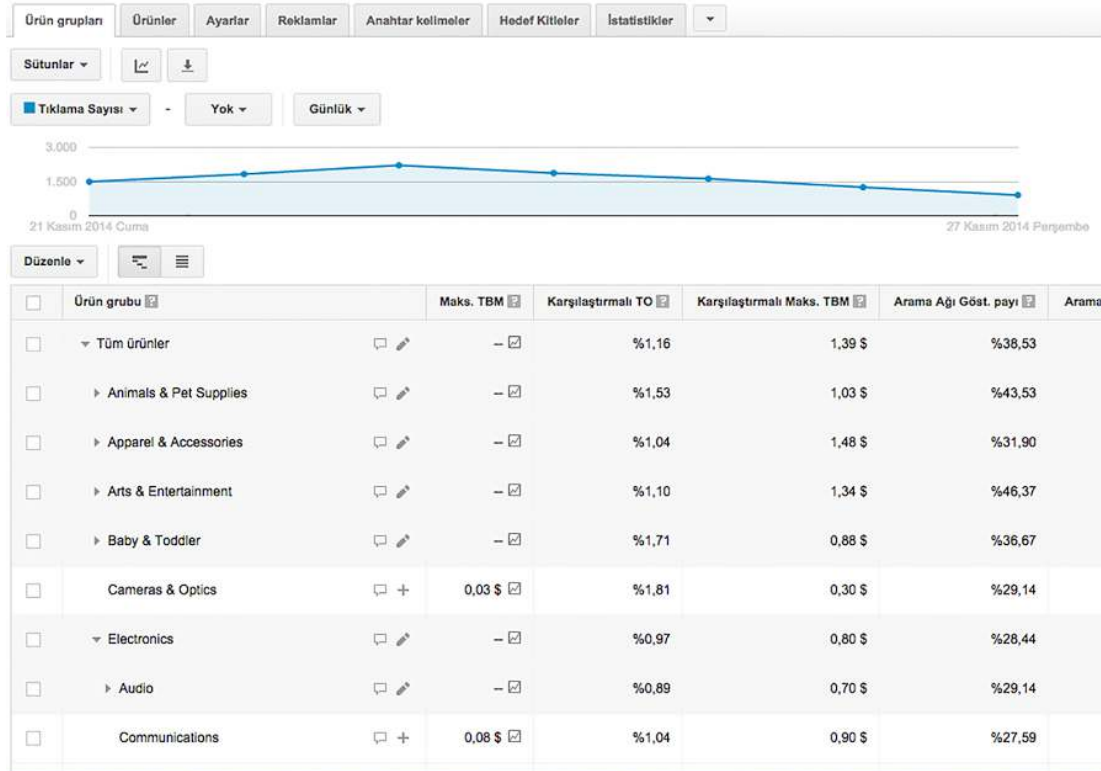 Ürün grupları Ürünler Ayarlar Reklamlar Anahtar kelimeler Hedef Kitleler İstatistikler
Sütunlar
Tıklama Sayısı - Yok Günlük
3.000
1.500
0
21 Kasım 2014 Cuma 27 Kasım 2014 Perşembe
Düzenle
Ürün grubu ? Maks. TBM ? Karşılaştırmalı TO ? Karşılaştırmalı Maks. TBM ? Arama Ağı Göst. payı ? Arama
Tüm ürünler -- %1,16 1,39 $ %38,53
Animals & Pet Supplies -- %1,53 1,03 $ %43,53
Apparel & Accessories -- %1,04 1,48 $ %31,90
Arts & Entertainment -- %1,10 1,34 $ %46,37
Baby & Toddler -- %1,71 0,88 $ %36,67
Cameras & Optics 0,03 $ %1,81 0,30 $ %29,14
Electronics -- %0,97 0,80 $ %28,44
Audio -- %0,89 0,70 $ %29,14
Communications 0,08 $ %1,04 0,90 $ %27,59